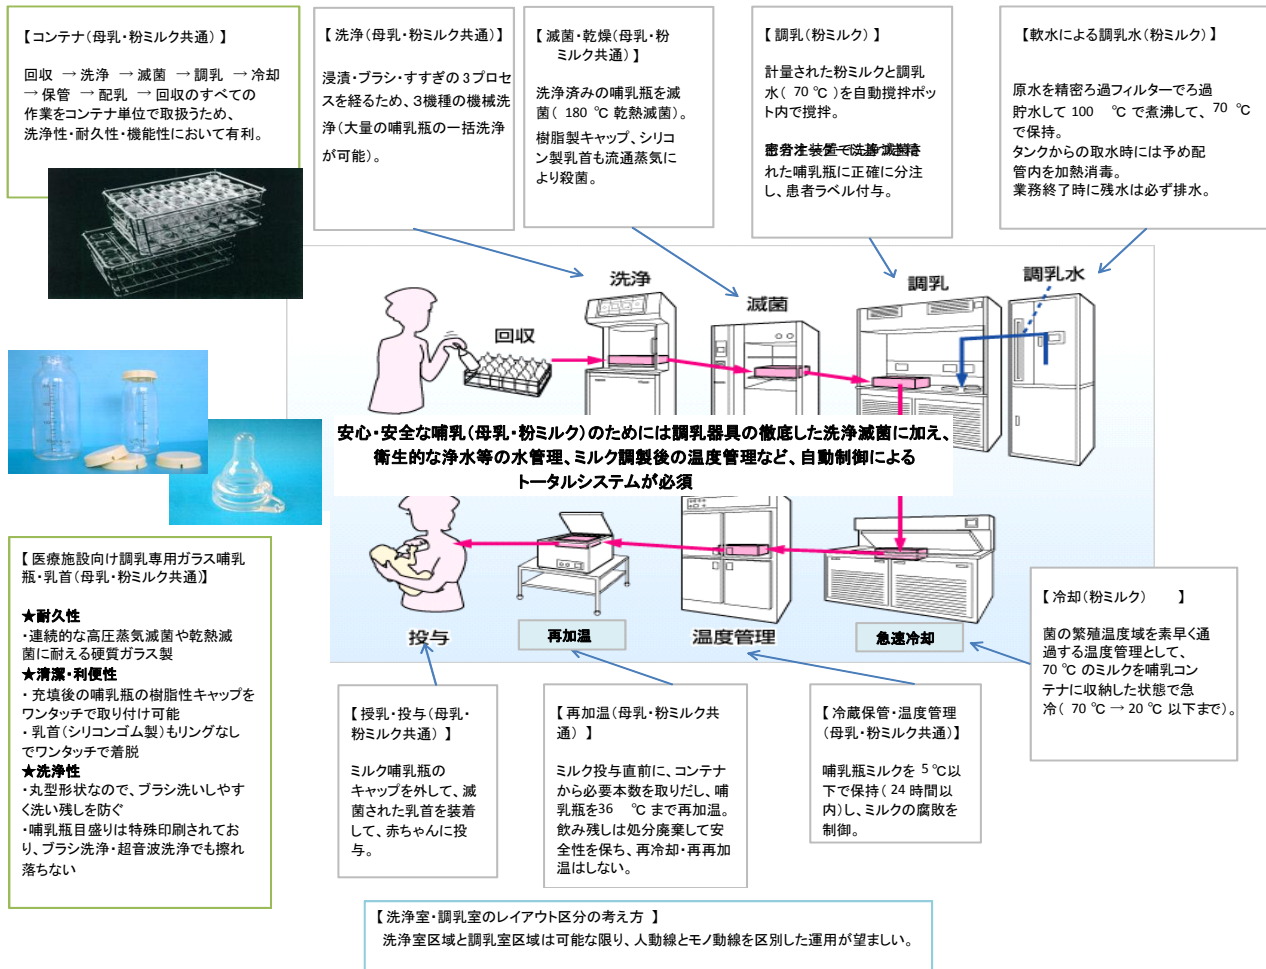 【 コンテナ(母乳・粉ミルク共通) 】
回収 → 洗浄 → 滅菌 → 調乳 → 冷却
→ 保管 → 配乳 → 回収のすべての
作業をコンテナ単位で取扱うため、
洗浄性・耐久性・機能性において有利。
【 洗浄(母乳・粉ミルク共通) 】
浸漬・ブラシ・すすぎの 3 プロセ
スを経るため、3機種の機械洗
浄(大量の哺乳瓶の一括洗浄
が可能)。
【 滅菌・乾燥(母乳・粉
ミルク共通) 】
洗浄済みの哺乳瓶を滅
菌( 180 ℃ 乾熱滅菌)。
樹脂製キャップ、シリコ
ン製乳首も流通蒸気に
より殺菌。
【 調乳(粉ミルク) 】
計量された粉ミルクと調乳
水( 70 ℃ )を自動撹拌ポッ
ト内で撹拌。
れた哺乳瓶に正確に分注
し、患者ラベル付与。
【 軟水による調乳水(粉ミルク) 】
原水を精密ろ過フィルターでろ過
貯水して 100 ℃ で煮沸して、 70 ℃
で保持。
タンクからの取水時には予め配
管内を加熱消毒。
業務終了時に残水は必ず排水。
洗浄
滅菌
調乳
調乳水
回収
安心・安全な哺乳(母乳・粉ミルク)のためには調乳器具の徹底した洗浄滅菌に加え、
衛生的な浄水等の水管理、ミルク調製後の温度管理など、自動制御による
トータルシステムが必須
投与
再加温
温度管理
急速冷却
【 医療施設向け調乳専用ガラス哺乳
瓶・乳首(母乳・粉ミルク共通)】
★耐久性
・連続的な高圧蒸気滅菌や乾熱滅
菌に耐える硬質ガラス製
★清潔・利便性
・ 充填後の哺乳瓶の樹脂性キャップを
ワンタッチで取り付け可能
・乳首(シリコンゴム製)もリングなし
でワンタッチで着脱
★洗浄性
・丸型形状なので、ブラシ洗いしやす
く洗い残しを防ぐ
・哺乳瓶目盛りは特殊印刷されてお
り、ブラシ洗浄・超音波洗浄でも擦れ
落ちない
【 授乳・投与(母乳・
粉ミルク共通) 】
ミルク哺乳瓶の
キャップを外して、滅
菌された乳首を装着
して、赤ちゃんに投
与。
【 再加温(母乳・粉ミルク共
通) 】
ミルク投与直前に、コンテナ
から必要本数を取りだし、哺
乳瓶を36 ℃ まで再加温。
飲み残しは処分廃棄して安
全性を保ち、再冷却・再再加
温はしない。
【 冷蔵保管・温度管理
(母乳・粉ミルク共通)】
哺乳瓶ミルクを 5 ℃以
下で保持( 24 時間以
内)し、ミルクの腐敗を
制御。
【 冷却(粉ミルク) 】
菌の繁殖温度域を素早く通
過する温度管理として、
70 ℃ のミルクを哺乳コン
テナに収納した状態で急
冷( 70 ℃ → 20 ℃ 以下まで)。
【 洗浄室・調乳室のレイアウト区分の考え方 】
洗浄室区域と調乳室区域は可能な限り、人動線とモノ動線を区別した運用が望ましい。